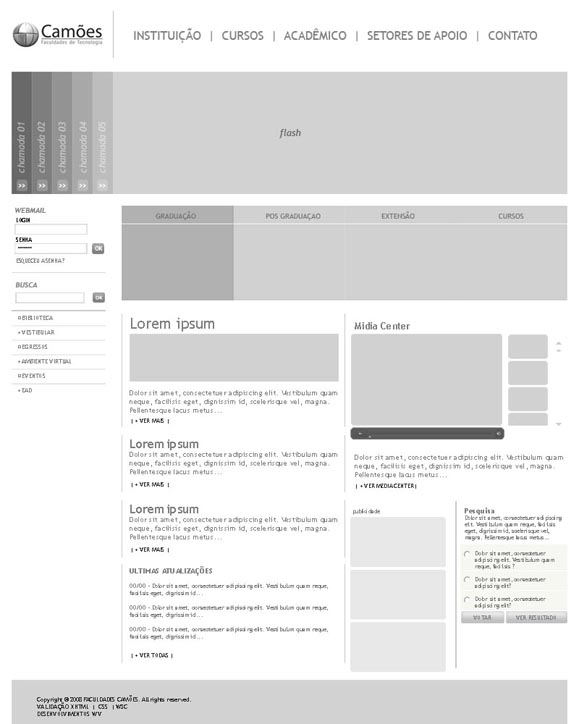 Camões
Faculdades de Tecnologia
INSTITUIÇÃO | CURSOS | ACADÊMICO | SETORES DE APOIO | CONTATO
chamada 01
chamada 02
chamada 03
chamada 04
chamada 05
>> >> >> >> >>
flash
WEBMAIL
LOGIN
SENHA
OK
ESQUECEU A SENHA?
BUSCA
OK
BIBLIOTECA
VESTIBULAR
EGRESSOS
AMBIENTE VIRTUAL
EVENTOS
EAD
GRADUAÇÃO POS GRADUAÇAO EXTENSÃO CURSOS
Lorem ipsum
Dolor sit amet, consectetuer adipiscing elit. Vestibulum quam
neque, facilisis eget, dignissim id, scelerisque vel, magna.
Pellentesque lacus metus...
| + VER MAIS |
Lorem ipsum
Dolor sit amet, consectetuer adipiscing elit. Vestibulum quam
neque, facilisis eget, dignissim id, scelerisque vel, magna.
Pellentesque lacus metus...
| + VER MAIS |
Lorem ipsum
Dolor sit amet, consectetuer adipiscing elit. Vestibulum quam
neque, facilisis eget, dignissim id, scelerisque vel, magna.
Pellentesque lacus metus...
| + VER MAIS |
ULTIMAS ATUALIZAÇÕES
00/00 - Dolor sit amet, consectetuer adipiscing elit. Vestibulum quam neque,
facilisis eget, dignissim id...
00/00 - Dolor sit amet, consectetuer adipiscing elit. Vestibulum quam neque,
facilisis eget, dignissim id...
00/00 - Dolor sit amet, consectetuer adipiscing elit. Vestibulum quam neque,
facilisis eget, dignissim id...
| + VER TODAS |
Midia Center
Dolor sit amet, consectetuer adipiscing elit. Vestibulum quam
neque, facilisis eget, dignissim id, scelerisque vel, magna.
Pellentesque lacus metus...
| + VER MEDIACENTER |
publicidade
Pesquisa
Dolor sit amet, consectetuer adipiscing
elit. Vestibulum quam neque, facilisis
eget, dignissim id, scelerisque vel,
magna. Pellentesque lacus metus...
Dolor sit amet, consectetuer
adipiscing elit. Vestibulum quam
neque, facilisis ?
Dolor sit amet, consectetuer
adipiscing elit?
Dolor sit amet, consectetuer
adipiscing elit?
VOTAR VER RESULTADO
Copyright @ 2008 FACULDADES CAMÕES. All rights reserved.
VALIDAÇÃO XHTML | CSS | W3C
DESENVOLVIMENTOS WV